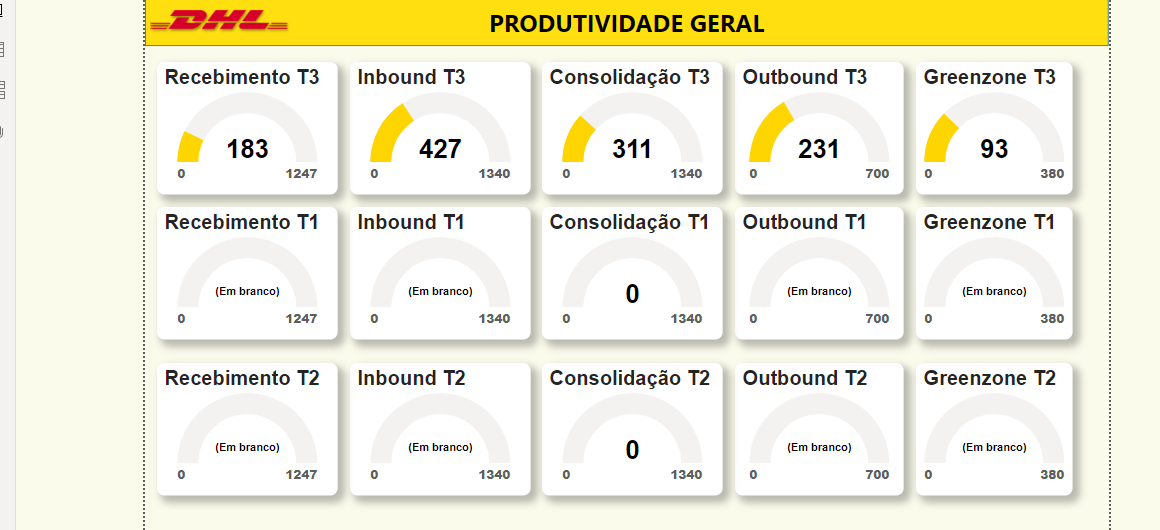 DHL
PRODUTIVIDADE GERAL
Recebimento T3
183
0 1247
Inbound T3
427
0 1340
Consolidação T3
311
0 1340
Outbound T3
231
0 700
Greenzone T3
93
0 380
Recebimento T1
(Em branco)
0 1247
Inbound T1
(Em branco)
0 1340
Consolidação T1
0
0 1340
Outbound T1
(Em branco)
0 700
Greenzone T1
(Em branco)
0 380
Recebimento T2
(Em branco)
0 1247
Inbound T2
(Em branco)
0 1340
Consolidação T2
0
0 1340
Outbound T2
(Em branco)
0 700
Greenzone T2
(Em branco)
0 380